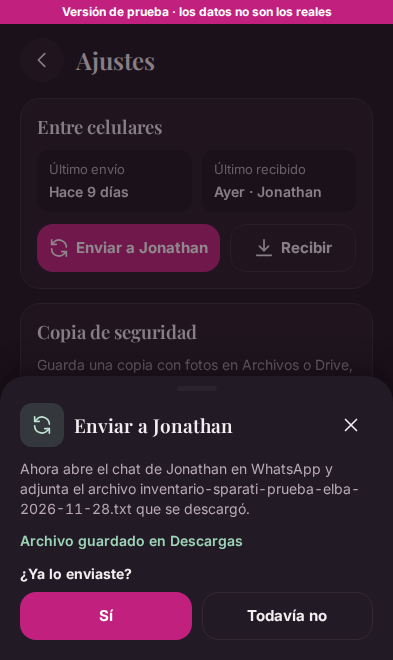 Versión de prueba · los datos no son los reales
Ajustes
Entre celulares
Último envío
Hace 9 días
Último recibido
Ayer · Jonathan
Enviar a Jonathan
Recibir
Copia de seguridad
Guarda una copia con fotos en Archivos o Drive,
Enviar a Jonathan
Ahora abre el chat de Jonathan en WhatsApp y
adjunta el archivo inventario-sparati-prueba-elba-
2026-11-28.txt que se descargó.
Archivo guardado en Descargas
¿Ya lo enviaste?
Sí
Todavía no